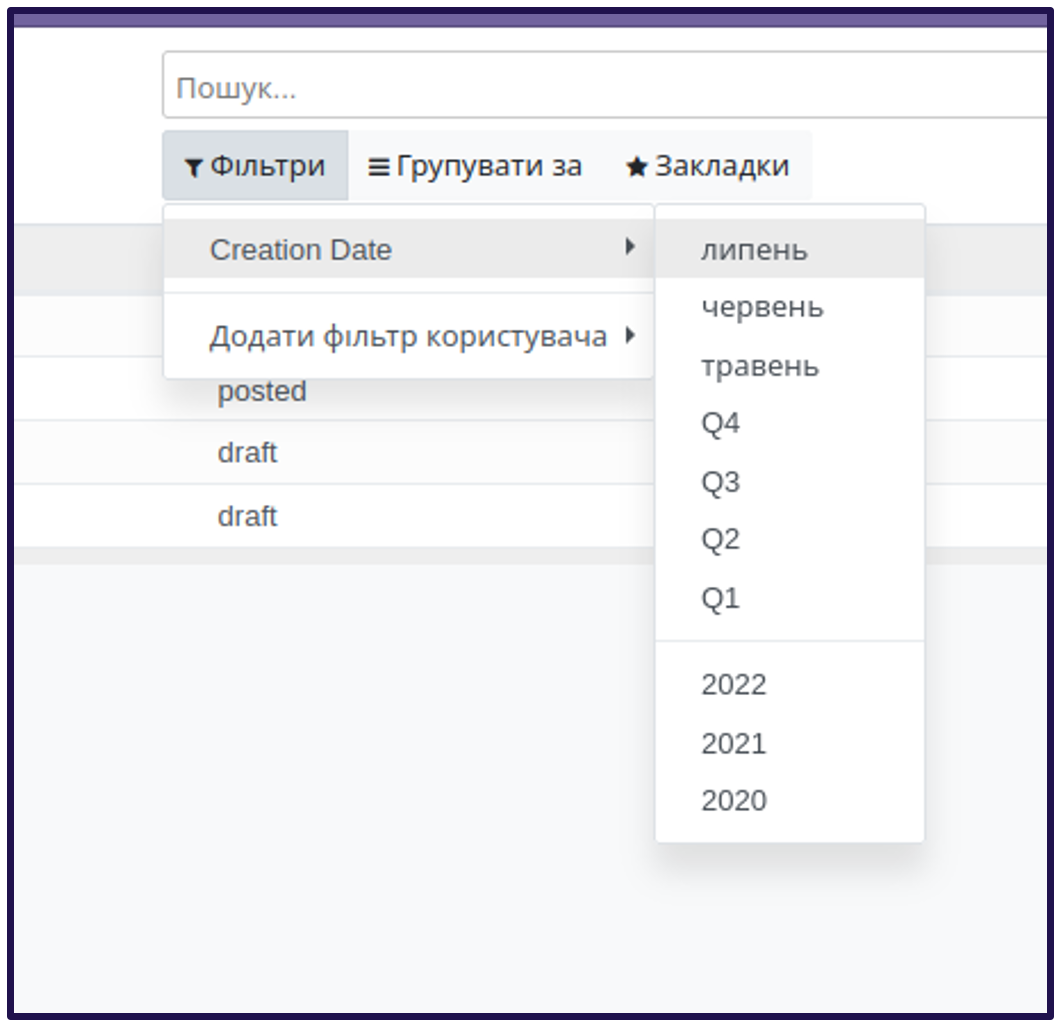 Пошук...
Фільтри Групувати за Закладки
Creation Date
Додати фільтр користувача
липень
червень
травень
Q4
Q3
Q2
Q1
2022
2021
2020
posted
draft
draft